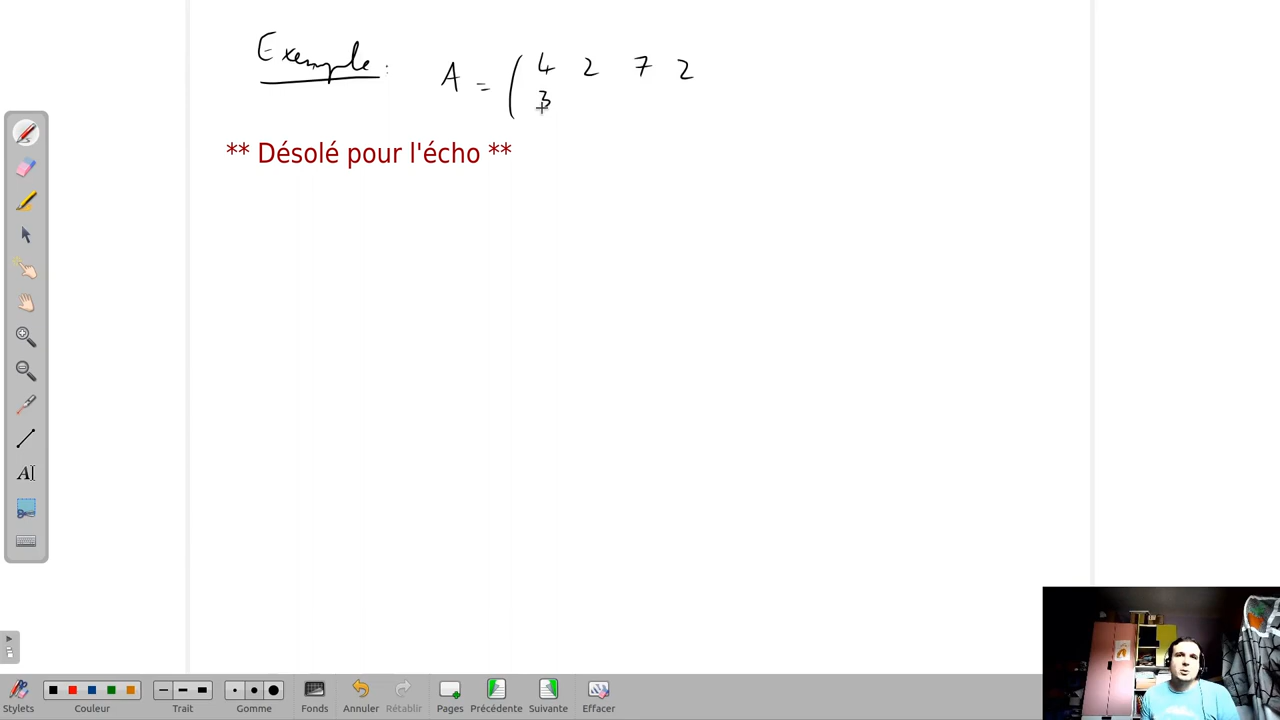 Exemple :
A = ( 4 2 7 2
3
** Désolé pour l'écho **
A
Stylets
Couleur
Trait
Gomme
Fonds
Annuler
Rétablir
Pages
Précédente
Suivante
Effacer